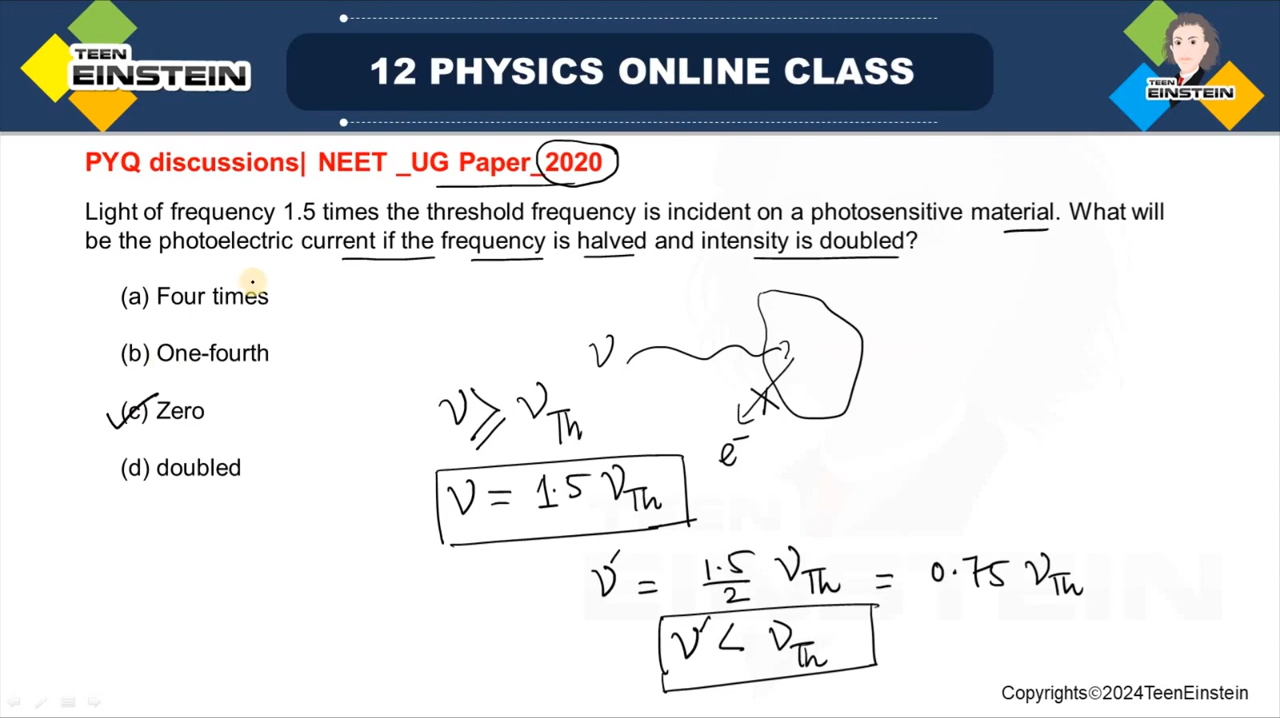 TEEN
EINSTEIN
12 PHYSICS ONLINE CLASS
TEEN
EINSTEIN
PYQ discussions| NEET _UG Paper_2020
Light of frequency 1.5 times the threshold frequency is incident on a photosensitive material. What will
be the photoelectric current if the frequency is halved and intensity is doubled?
(a) Four times
(b) One-fourth
(c) Zero
(d) doubled
ν
ν ≥ ν_Th
e⁻
ν = 1.5 ν_Th
ν′ = 1.5/2 ν_Th = 0.75 ν_Th
ν′ < ν_Th
TEEN
EINSTEIN
Copyrights©2024TeenEinstein